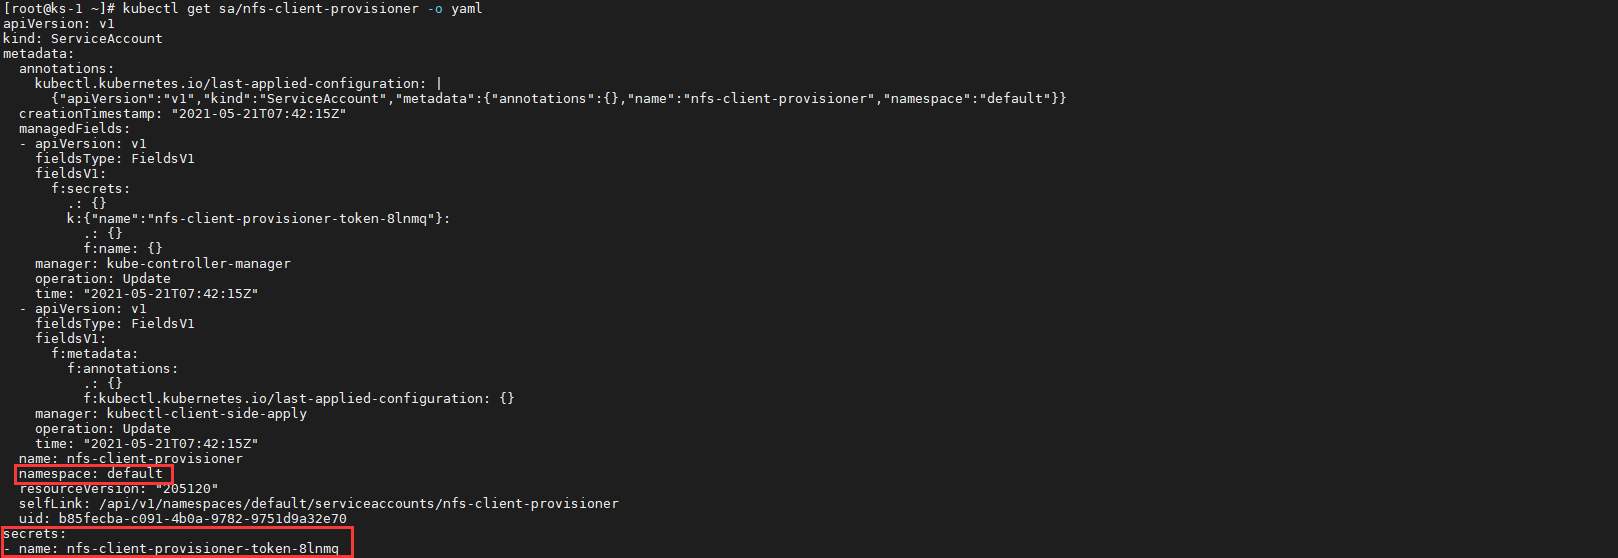 [root@ks-1 ~]# kubectl get sa/nfs-client-provisioner -o yaml
apiVersion: v1
kind: ServiceAccount
metadata:
  annotations:
    kubectl.kubernetes.io/last-applied-configuration: |
      {"apiVersion":"v1","kind":"ServiceAccount","metadata":{"annotations":{},"name":"nfs-client-provisioner","namespace":"default"}}
  creationTimestamp: "2021-05-21T07:42:15Z"
  managedFields:
  - apiVersion: v1
    fieldsType: FieldsV1
    fieldsV1:
      f:secrets:
        .: {}
        k:{"name":"nfs-client-provisioner-token-8lnmq"}:
          .: {}
          f:name: {}
    manager: kube-controller-manager
    operation: Update
    time: "2021-05-21T07:42:15Z"
  - apiVersion: v1
    fieldsType: FieldsV1
    fieldsV1:
      f:metadata:
        f:annotations:
          .: {}
          f:kubectl.kubernetes.io/last-applied-configuration: {}
    manager: kubectl-client-side-apply
    operation: Update
    time: "2021-05-21T07:42:15Z"
  name: nfs-client-provisioner
  namespace: default
  resourceVersion: "205120"
  selfLink: /api/v1/namespaces/default/serviceaccounts/nfs-client-provisioner
  uid: b85fecba-c091-4b0a-9782-9751d9a32e70
secrets:
- name: nfs-client-provisioner-token-8lnmq